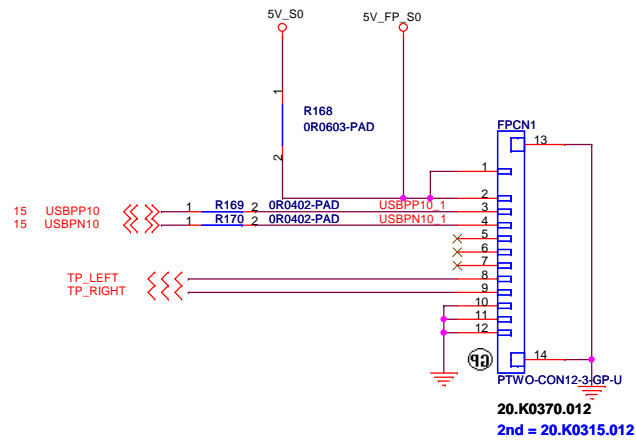 5V_S0
5V_FP_S0
1
R168
0R0603-PAD
2
FPCN1
13
1
2
15 USBPP10 1 R169 2 0R0402-PAD USBPP10_1 3
15 USBPN10 1 R170 2 0R0402-PAD USBPN10_1 4
5
6
7
TP_LEFT 8
TP_RIGHT 9
10
11
12
GP
14
PTWO-CON12-3-GP-U
20.K0370.012
2nd = 20.K0315.012